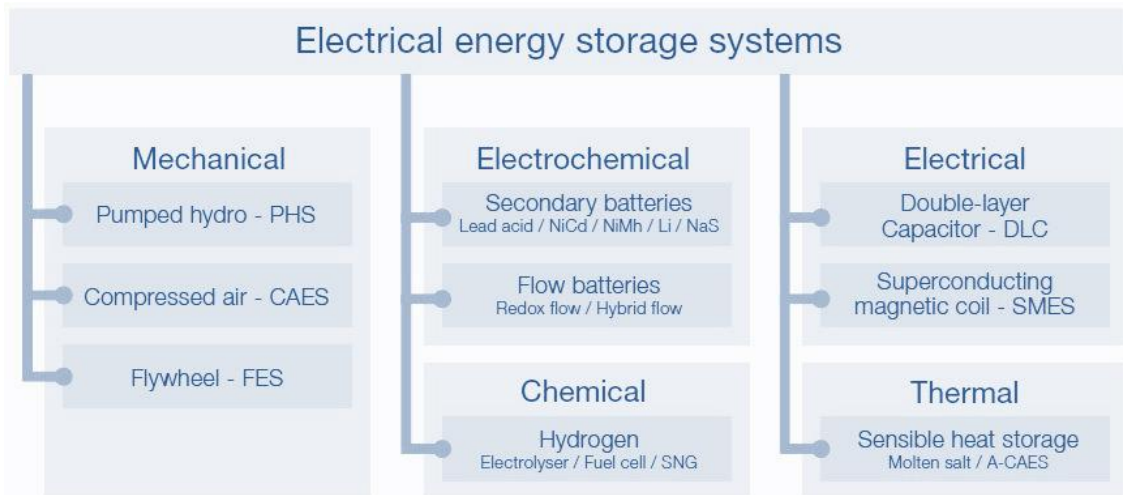 Electrical energy storage systems
Mechanical
Pumped hydro - PHS
Compressed air - CAES
Flywheel - FES
Electrochemical
Secondary batteries
Lead acid / NiCd / NiMh / Li / NaS
Flow batteries
Redox flow / Hybrid flow
Chemical
Hydrogen
Electrolyser / Fuel cell / SNG
Electrical
Double-layer
Capacitor - DLC
Superconducting
magnetic coil - SMES
Thermal
Sensible heat storage
Molten salt / A-CAES